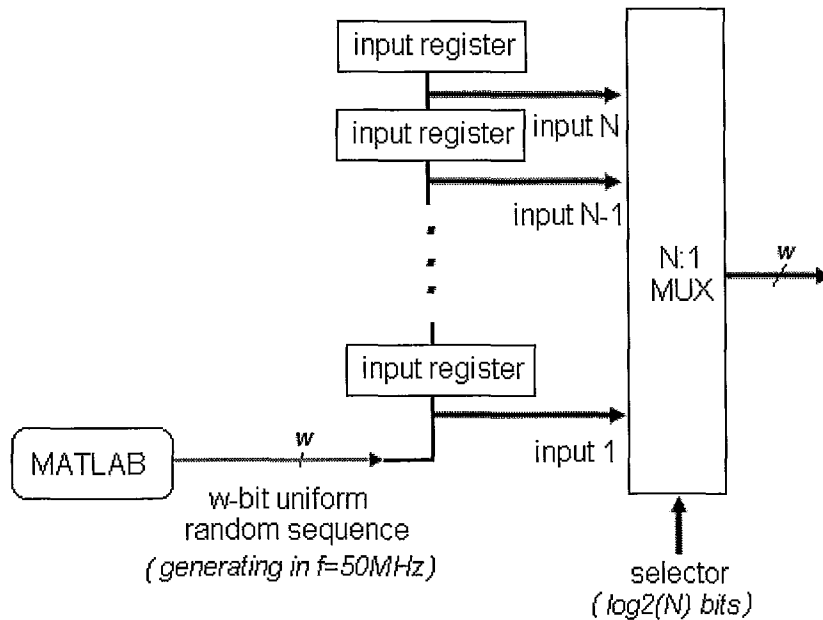 input register
input N
input register
input N-1
N:1
MUX
w
input register
input 1
MATLAB
w
w-bit uniform
random sequence
( generating in f=50MHz)
selector
( log2(N) bits)